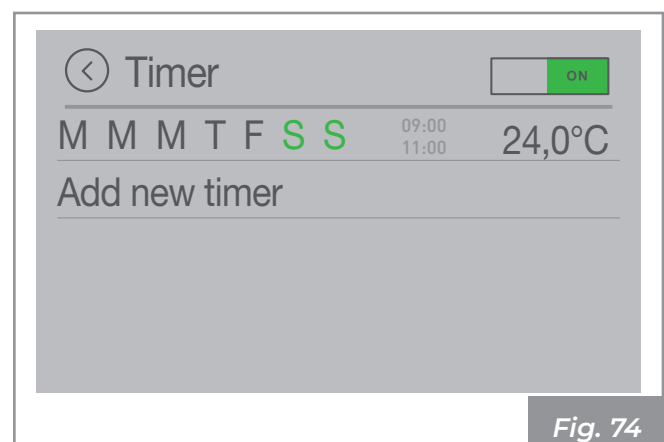 Timer
ON
M M M T F S S
09:00
11:00
24,0°C
Add new timer
Fig. 74